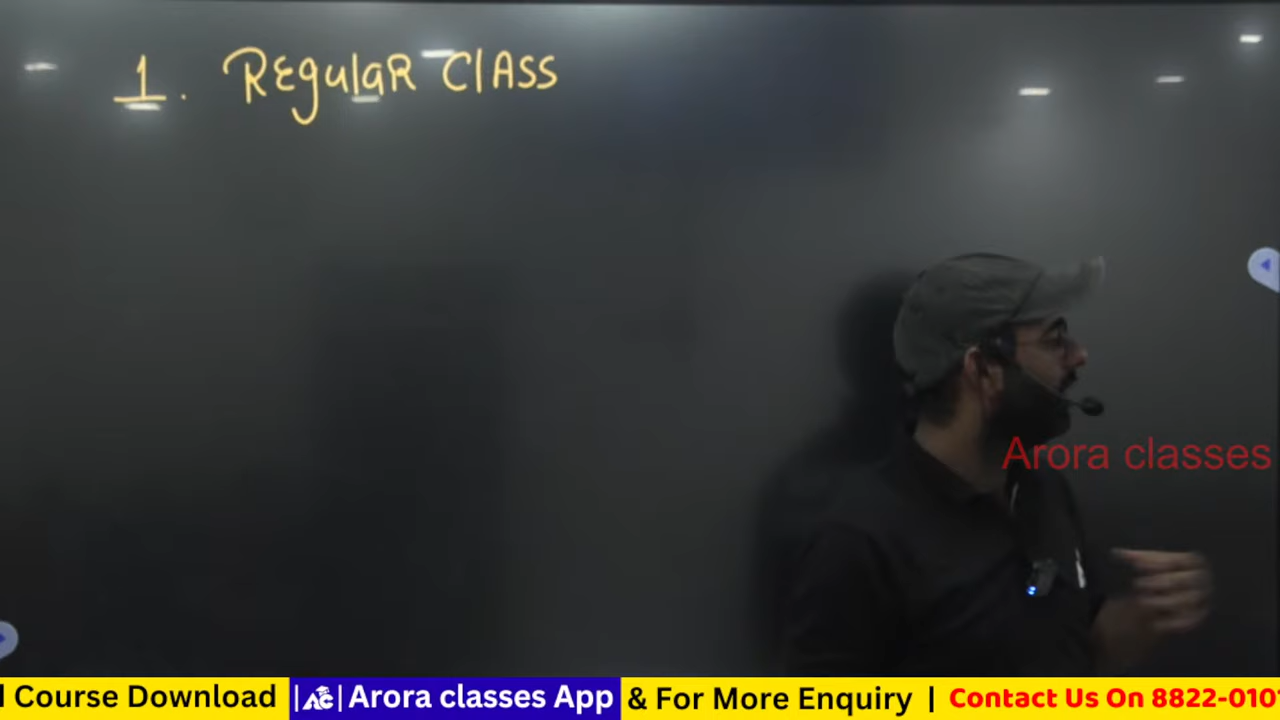 1. Regular Class
Arora classes
Course Download |AC| Arora classes App & For More Enquiry | Contact Us On 8822-010